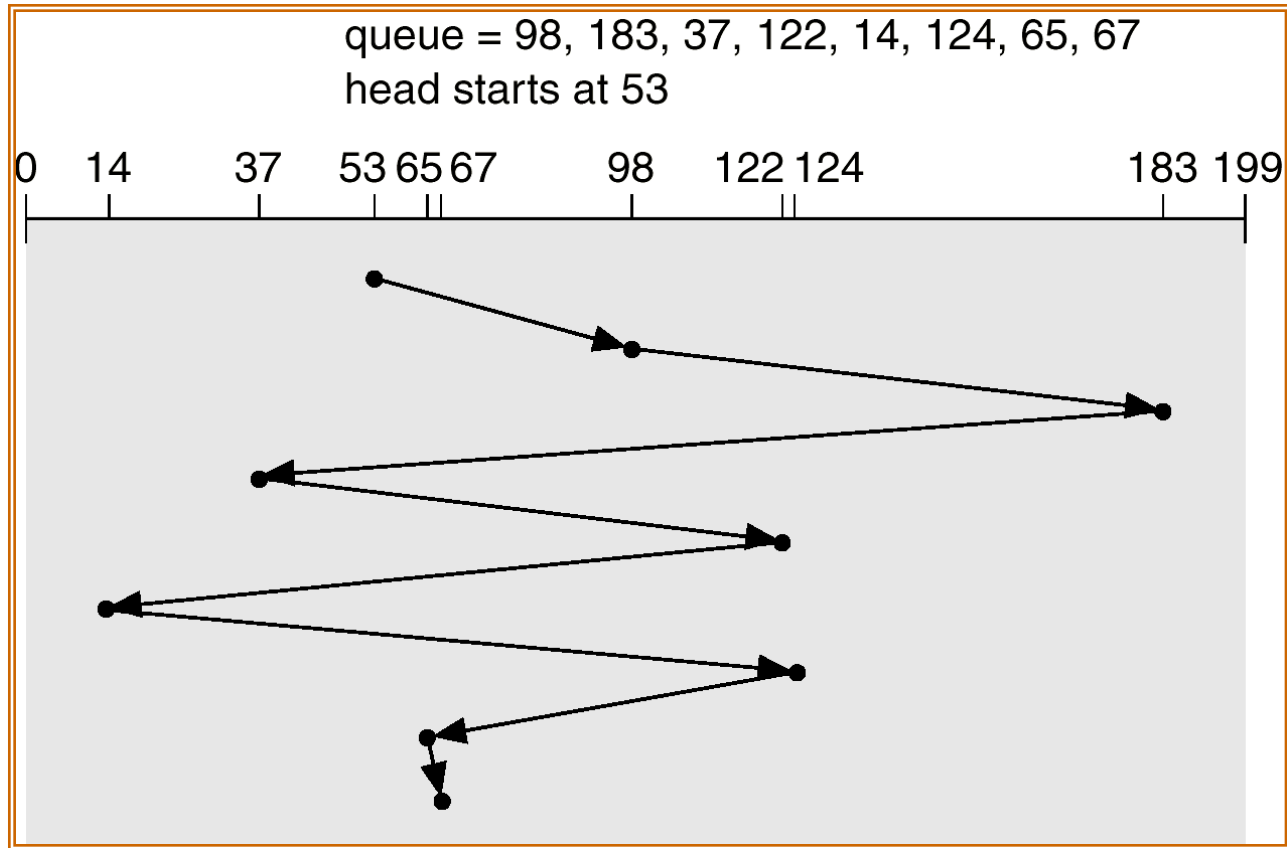 queue = 98, 183, 37, 122, 14, 124, 65, 67
head starts at 53
0 14 37 53 65 67 98 122 124 183 199